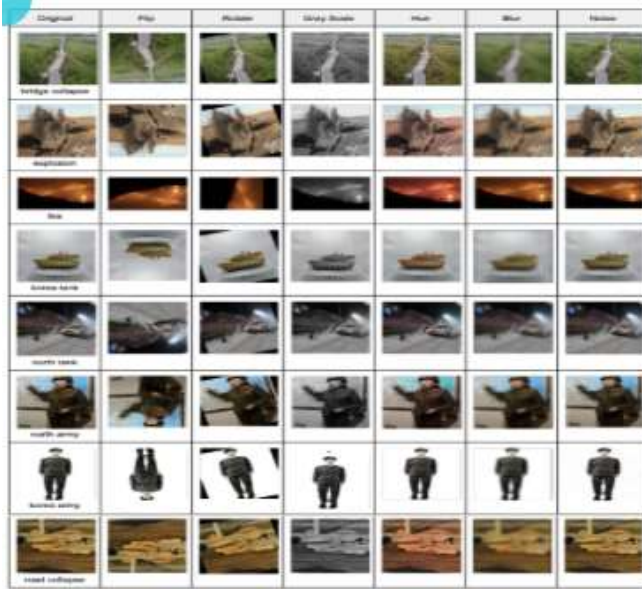 Original Flip Rotate Gray Scale Hue Blur Noise
bridge collapse
explosion
fire
korea tank
north tank
north army
korea army
road collapse